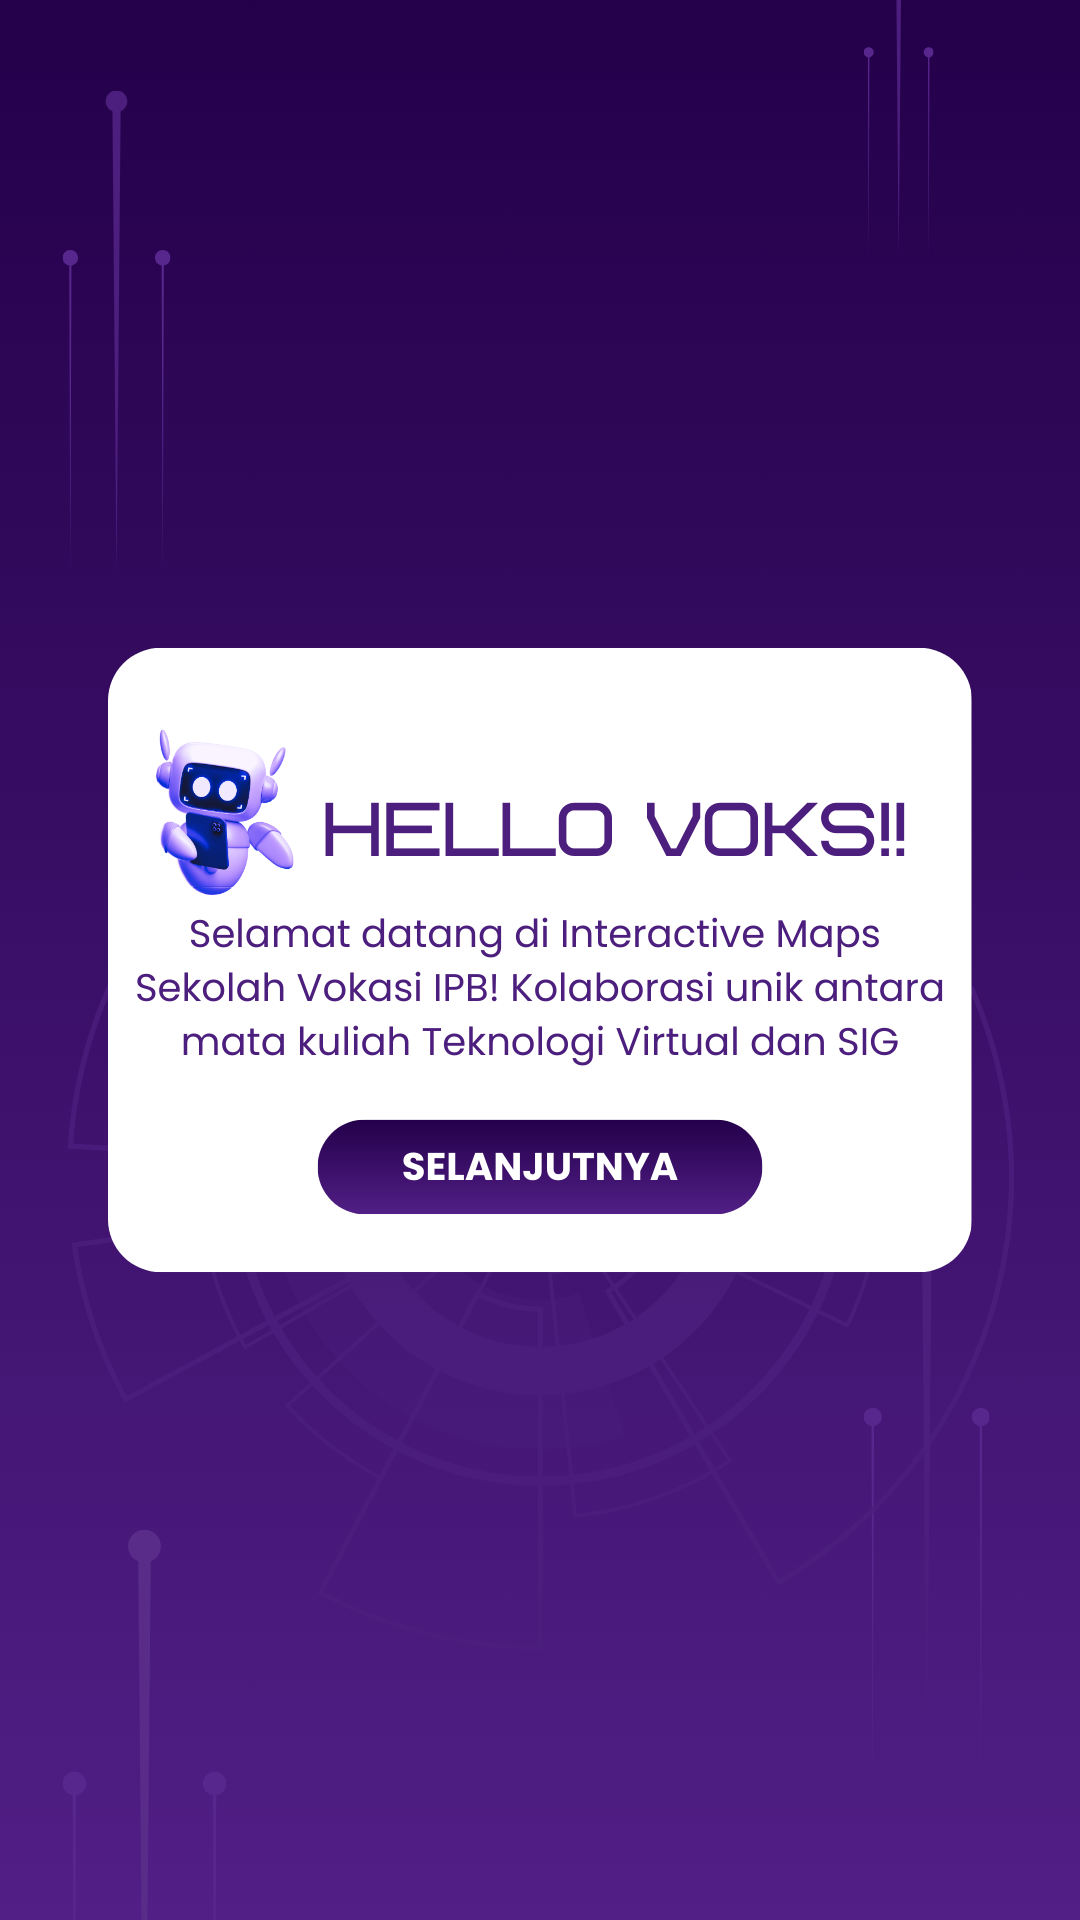 HELLO VOKS!!
Selamat datang di Interactive Maps
Sekolah Vokasi IPB! Kolaborasi unik antara
mata kuliah Teknologi Virtual dan SIG
SELANJUTNYA